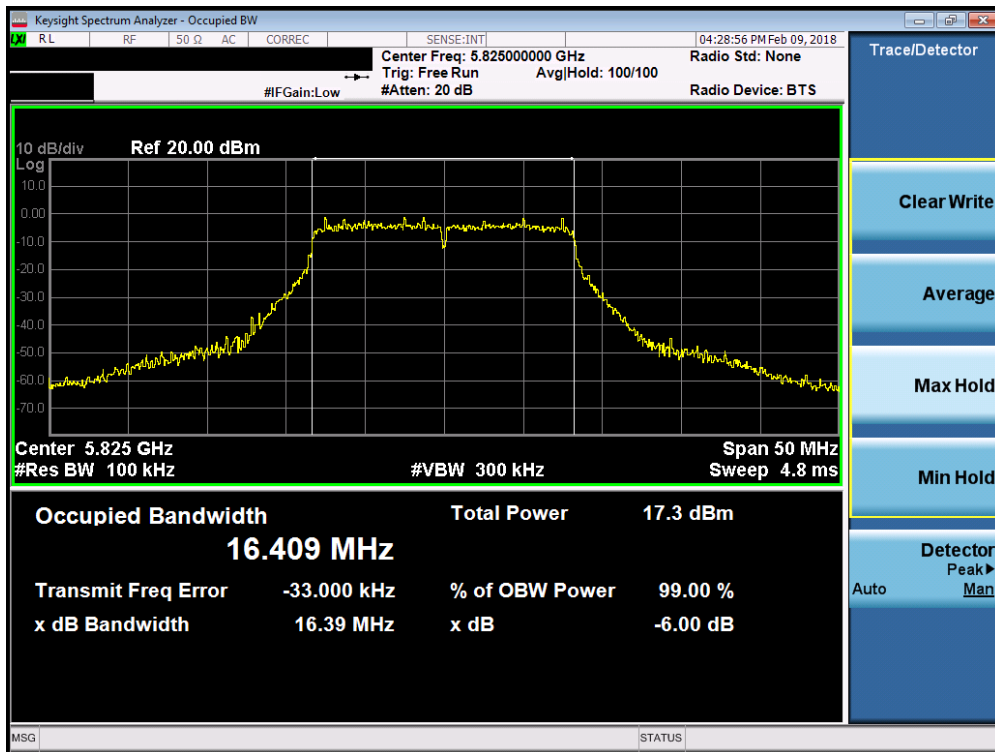 Keysight Spectrum Analyzer - Occupied BW
LXI RL RF 50 Ω AC CORREC SENSE:INT 04:28:56 PM Feb 09, 2018
Center Freq: 5.825000000 GHz Radio Std: None
Trig: Free Run Avg|Hold: 100/100
#IFGain:Low #Atten: 20 dB Radio Device: BTS
Trace/Detector
10 dB/div Ref 20.00 dBm
Log
10.0
0.00
-10.0
-20.0
-30.0
-40.0
-50.0
-60.0
-70.0
Center 5.825 GHz Span 50 MHz
#Res BW 100 kHz #VBW 300 kHz Sweep 4.8 ms
Occupied Bandwidth Total Power 17.3 dBm
16.409 MHz
Transmit Freq Error -33.000 kHz % of OBW Power 99.00 %
x dB Bandwidth 16.39 MHz x dB -6.00 dB
Clear Write
Average
Max Hold
Min Hold
Detector
Peak▶
Auto Man
MSG STATUS